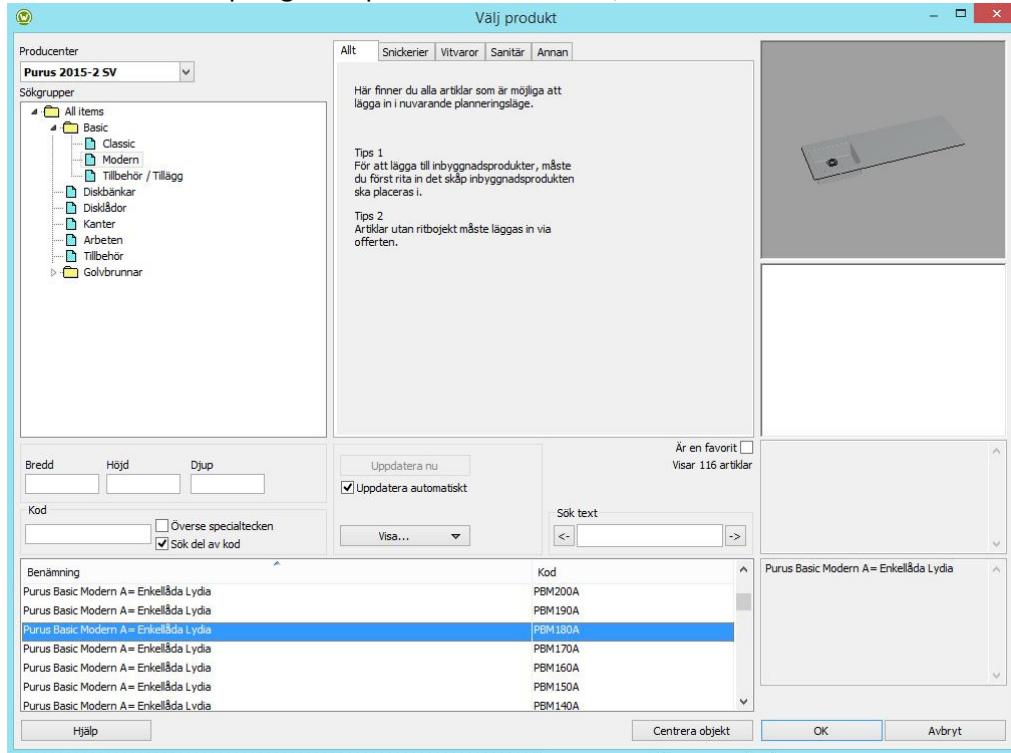 Välj produkt
Producenter
Purus 2015-2 SV
Sökgrupper
All items
Basic
Classic
Modern
Tillbehör / Tillägg
Diskbänkar
Disklådor
Kanter
Arbeten
Tillbehör
Golvbrunnar
Allt Snickerier Vitvaror Sanitär Annan
Här finner du alla artiklar som är möjliga att
lägga in i nuvarande planneringsläge.
Tips 1
För att lägga till inbyggnadsprodukter, måste
du först rita in det skåp inbyggnadsprodukten
ska placeras i.
Tips 2
Artiklar utan ritbojekt måste läggas in via
offerten.
Bredd Höjd Djup
Kod
Överse specialtecken
Sök del av kod
Uppdatera nu
Uppdatera automatiskt
Visa...
Är en favorit
Visar 116 artiklar
Sök text
<- ->
Benämning Kod
Purus Basic Modern A= Enkellåda Lydia PBM200A
Purus Basic Modern A= Enkellåda Lydia PBM190A
Purus Basic Modern A= Enkellåda Lydia PBM180A
Purus Basic Modern A= Enkellåda Lydia PBM170A
Purus Basic Modern A= Enkellåda Lydia PBM160A
Purus Basic Modern A= Enkellåda Lydia PBM150A
Purus Basic Modern A= Enkellåda Lydia PBM140A
Purus Basic Modern A= Enkellåda Lydia
Hjälp Centrera objekt OK Avbryt